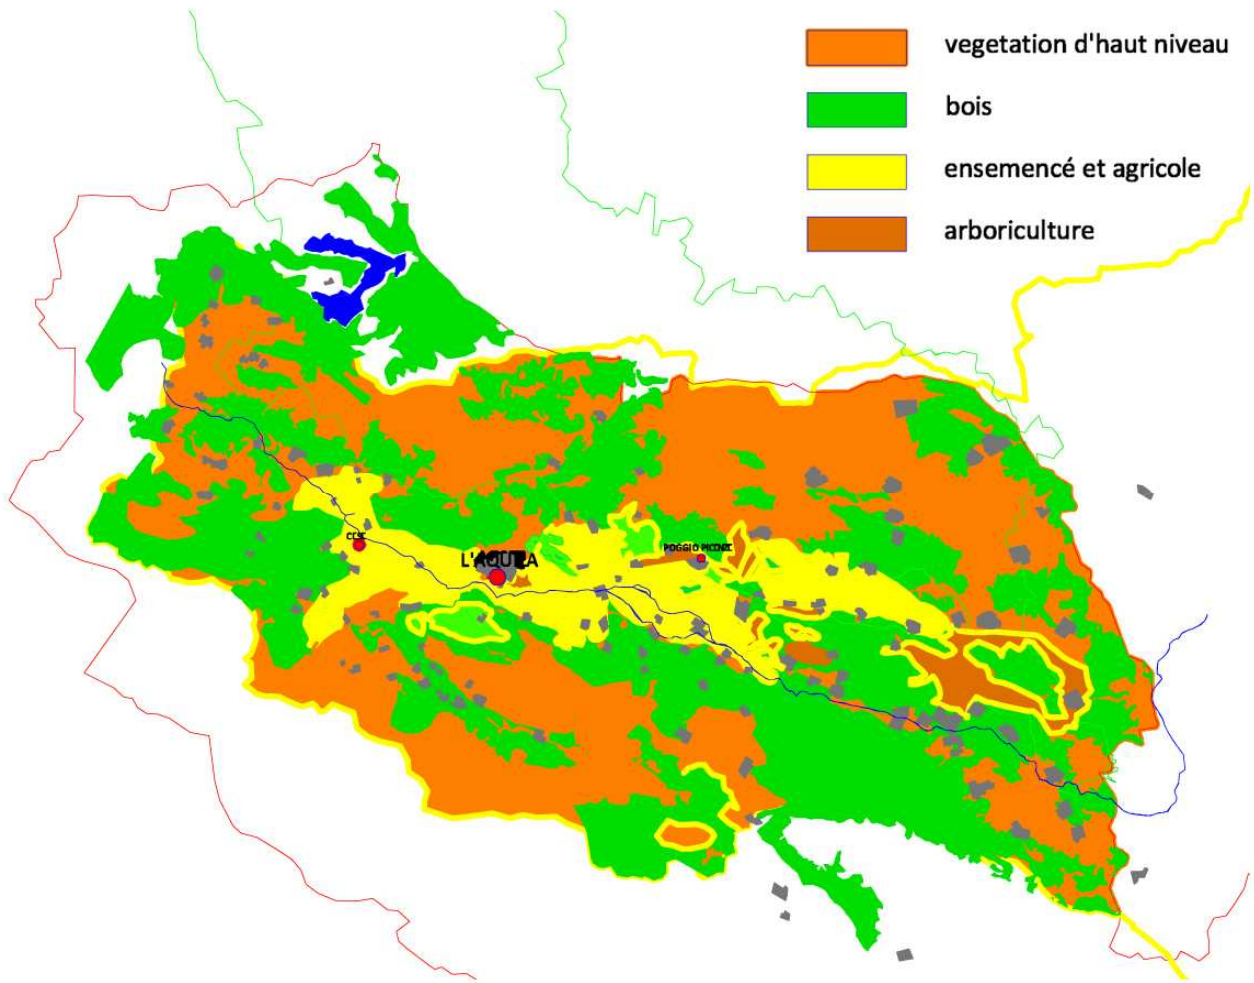 vegetation d'haut niveau
bois
ensemencé et agricole
arboriculture
L'AQUILA
POGGIO PICENZE